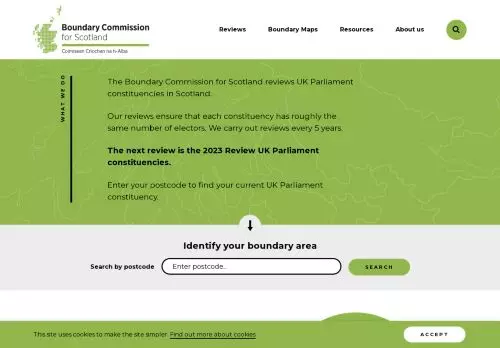 Boundary Commission
for Scotland
Coimisean Crìochan na h-Alba
Reviews
Boundary Maps
Resources
About us
WHAT WE DO
The Boundary Commission for Scotland reviews UK Parliament
constituencies in Scotland.
Our reviews ensure that each constituency has roughly the
same number of electors. We carry out reviews every 5 years.
The next review is the 2023 Review UK Parliament
constituencies.
Enter your postcode to find your current UK Parliament
constituency.
Identify your boundary area
Search by postcode
Enter postcode...
SEARCH
This site uses cookies to make the site simpler. Find out more about cookies
ACCEPT